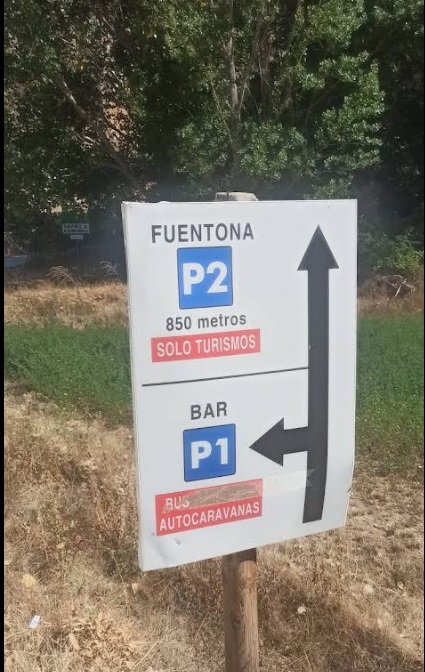 FUENTONA
P2
850 metros
SOLO TURISMOS
BAR
P1
BUS
AUTOCARAVANAS